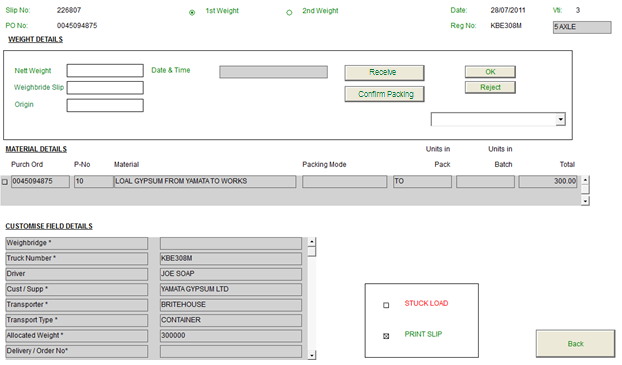 Slip No: 226807 1st Weight 2nd Weight Date: 28/07/2011 Vti: 3
PO No: 0045094875 Reg No: KBE308M 5 AXLE
WEIGHT DETAILS
Nett Weight Date & Time Receive OK
Weighbride Slip Confirm Packing Reject
Origin
MATERIAL DETAILS Units in Units in
Purch Ord P-No Material Packing Mode Pack Batch Total
0045094875 10 LOAL GYPSUM FROM YAMATA TO WORKS TO 300.00
CUSTOMISE FIELD DETAILS
Weighbridge *
Truck Number * KBE308M
Driver JOE SOAP
Cust / Supp * YAMATA GYPSUM LTD
Transporter * BRITEHOUSE
Transport Type * CONTAINER
Allocated Weight * 300000
Delivery / Order No*
STUCK LOAD
PRINT SLIP
Back